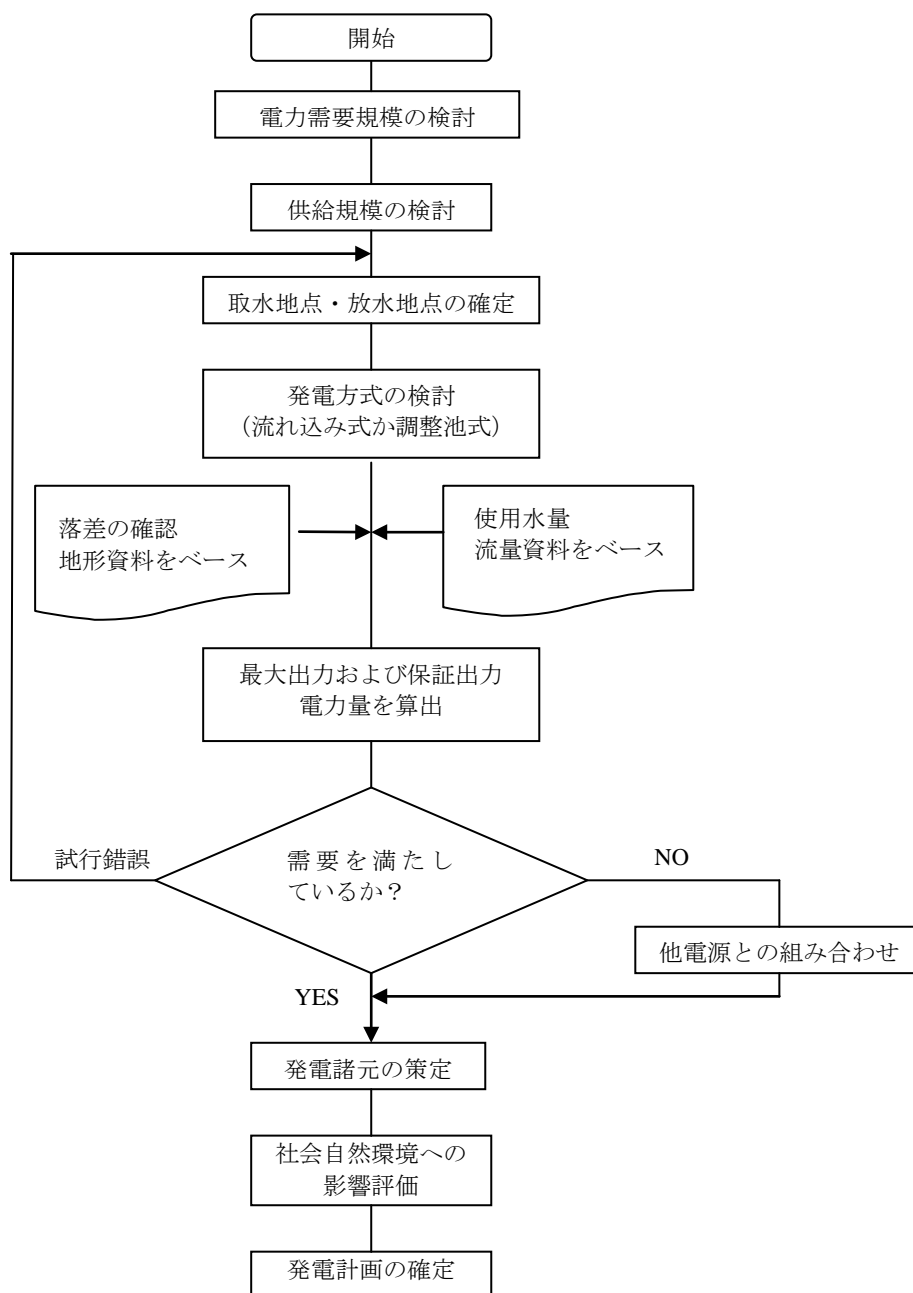 開始
電力需要規模の検討
供給規模の検討
取水地点・放水地点の確定
発電方式の検討
(流れ込み式か調整池式)
落差の確認
地形資料をベース
使用水量
流量資料をベース
最大出力および保証出力
電力量を算出
試行錯誤
需要を満たし
ているか?
NO
他電源との組み合わせ
YES
発電諸元の策定
社会自然環境への
影響評価
発電計画の確定